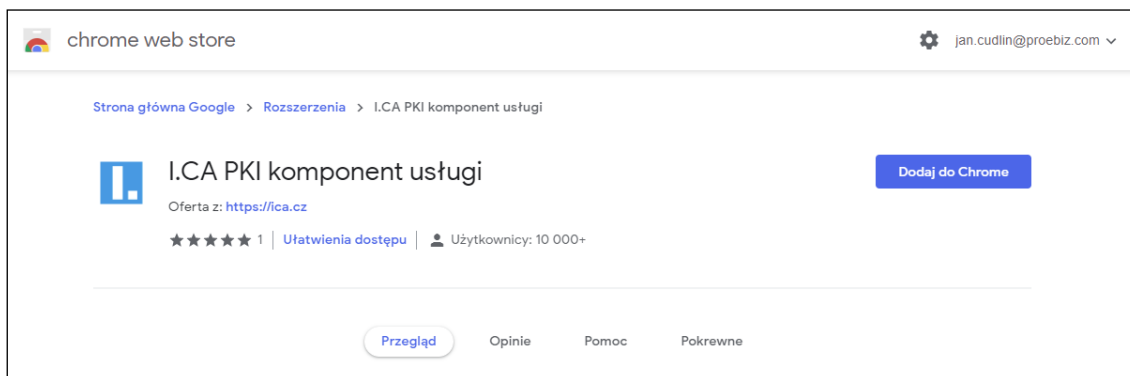 chrome web store
jan.cudlin@proebiz.com
Strona główna Google > Rozszerzenia > I.CA PKI komponent usługi
I.
I.CA PKI komponent usługi
Dodaj do Chrome
Oferta z: https://ica.cz
★★★★★ 1 | Ułatwienia dostępu | Użytkownicy: 10 000+
Przegląd Opinie Pomoc Pokrewne